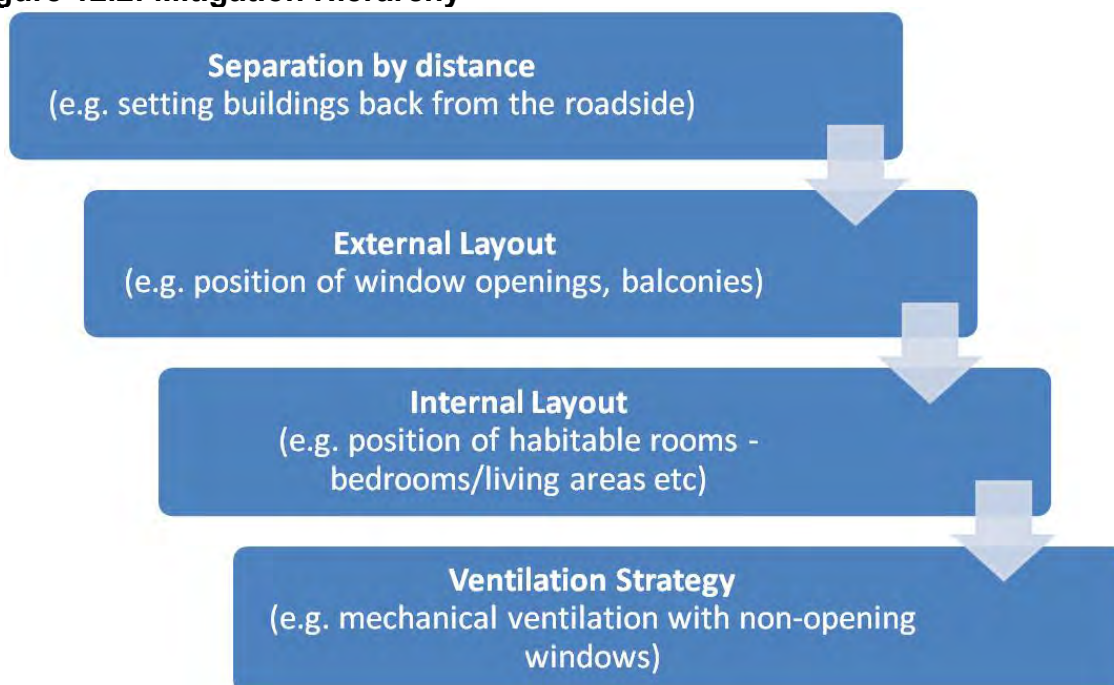 Separation by distance
(e.g. setting buildings back from the roadside)
External Layout
(e.g. position of window openings, balconies)
Internal Layout
(e.g. position of habitable rooms -
bedrooms/living areas etc)
Ventilation Strategy
(e.g. mechanical ventilation with non-opening
windows)